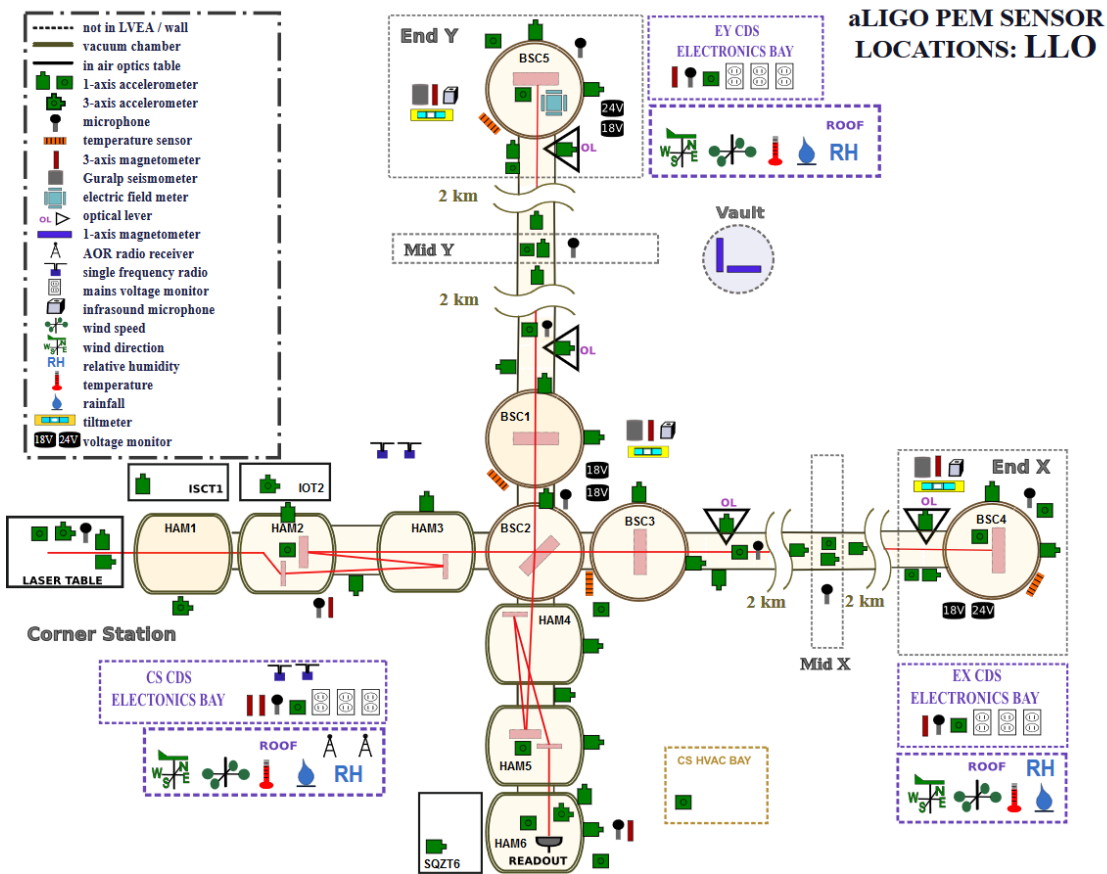 aLIGO PEM SENSOR
LOCATIONS: LLO
not in LVEA / wall
vacuum chamber
in air optics table
1-axis accelerometer
3-axis accelerometer
microphone
temperature sensor
3-axis magnetometer
Guralp seismometer
electric field meter
OL
optical lever
1-axis magnetometer
AOR radio receiver
single frequency radio
mains voltage monitor
infrasound microphone
wind speed
W S N E
wind direction
RH
relative humidity
temperature
rainfall
tiltmeter
18V 24V
voltage monitor
End Y
BSC5
24V
18V
OL
EY CDS
ELECTRONICS BAY
ROOF
W S N E
RH
2 km
Mid Y
Vault
2 km
OL
BSC1
18V
18V
ISCT1
IOT2
HAM1
HAM2
HAM3
BSC2
BSC3
LASER TABLE
OL
2 km
Mid X
2 km
End X
OL
BSC4
18V 24V
Corner Station
HAM4
HAM5
HAM6
READOUT
SQZT6
CS CDS
ELECTONICS BAY
ROOF
W S N E
RH
CS HVAC BAY
EX CDS
ELECTRONICS BAY
ROOF
RH
W S N E